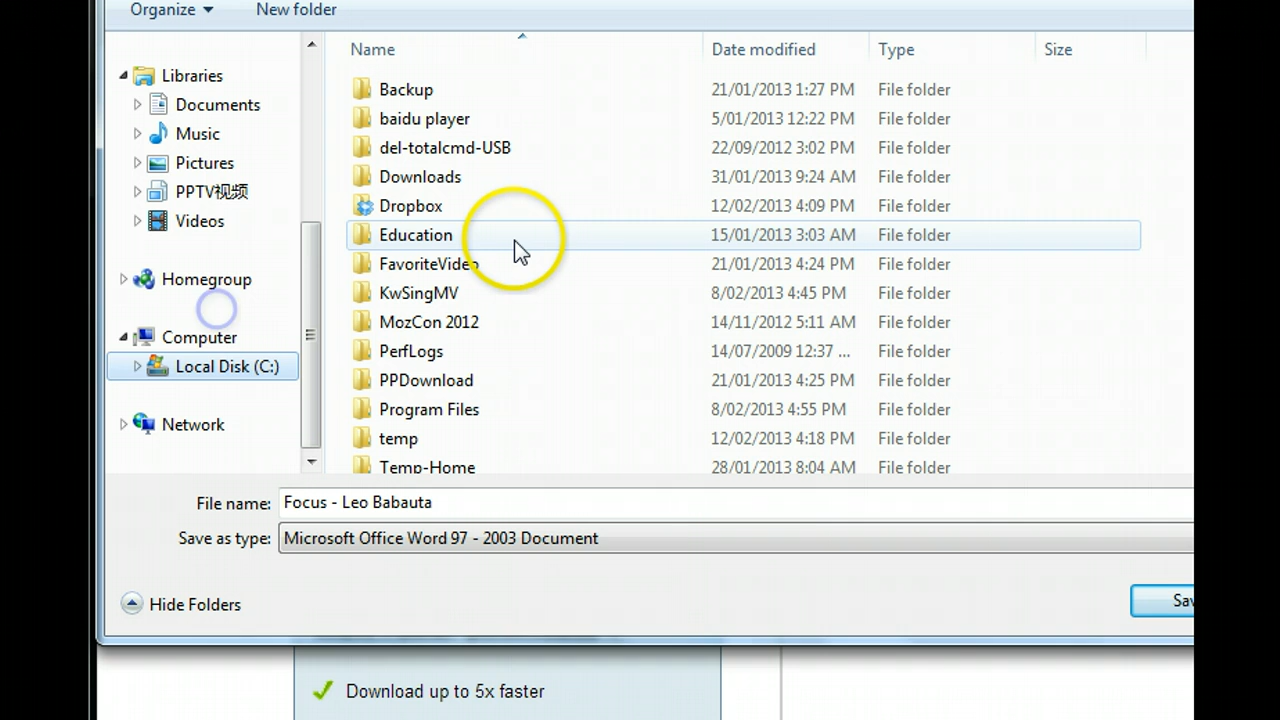 Organize New folder
Name Date modified Type Size
Libraries
Documents
Music
Pictures
PPTV视频
Videos
Homegroup
Computer
Local Disk (C:)
Network
Backup 21/01/2013 1:27 PM File folder
baidu player 5/01/2013 12:22 PM File folder
del-totalcmd-USB 22/09/2012 3:02 PM File folder
Downloads 31/01/2013 9:24 AM File folder
Dropbox 12/02/2013 4:09 PM File folder
Education 15/01/2013 3:03 AM File folder
FavoriteVideo 21/01/2013 4:24 PM File folder
KwSingMV 8/02/2013 4:45 PM File folder
MozCon 2012 14/11/2012 5:11 AM File folder
PerfLogs 14/07/2009 12:37 ... File folder
PPDownload 21/01/2013 4:25 PM File folder
Program Files 8/02/2013 4:55 PM File folder
temp 12/02/2013 4:18 PM File folder
Temp-Home 28/01/2013 8:04 AM File folder
File name: Focus - Leo Babauta
Save as type: Microsoft Office Word 97 - 2003 Document
Hide Folders
Download up to 5x faster